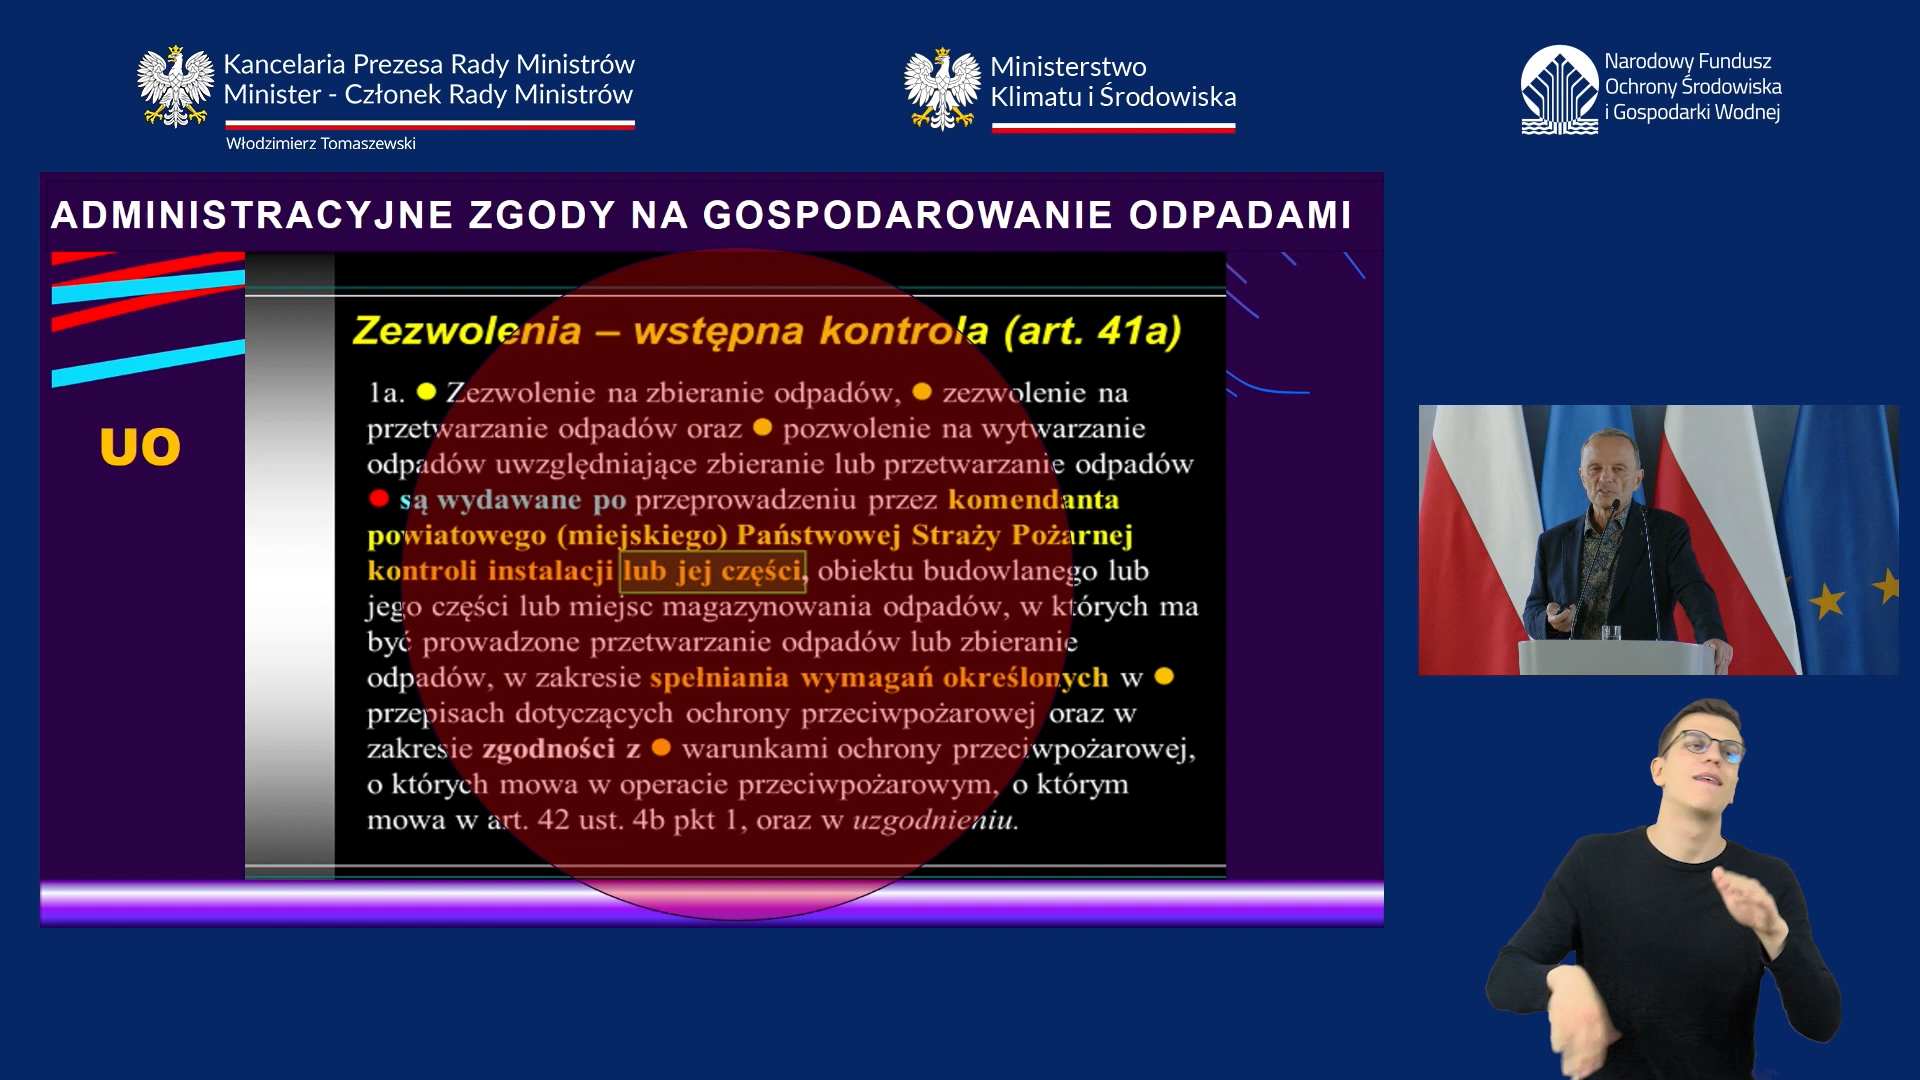 Kancelaria Prezesa Rady Ministrów
Minister - Członek Rady Ministrów
Włodzimierz Tomaszewski
Ministerstwo
Klimatu i Środowiska
Narodowy Fundusz
Ochrony Środowiska
i Gospodarki Wodnej
ADMINISTRACYJNE ZGODY NA GOSPODAROWANIE ODPADAMI
UO
Zezwolenia – wstępna kontrola (art. 41a)
1a. ● Zezwolenie na zbieranie odpadów, ● zezwolenie na
przetwarzanie odpadów oraz ● pozwolenie na wytwarzanie
odpadów uwzględniające zbieranie lub przetwarzanie odpadów
● są wydawane po przeprowadzeniu przez komendanta
powiatowego (miejskiego) Państwowej Straży Pożarnej
kontroli instalacji lub jej części, obiektu budowlanego lub
jego części lub miejsc magazynowania odpadów, w których ma
być prowadzone przetwarzanie odpadów lub zbieranie
odpadów, w zakresie spełniania wymagań określonych w ●
przepisach dotyczących ochrony przeciwpożarowej oraz w
zakresie zgodności z ● warunkami ochrony przeciwpożarowej,
o których mowa w operacie przeciwpożarowym, o którym
mowa w art. 42 ust. 4b pkt 1, oraz w uzgodnieniu.